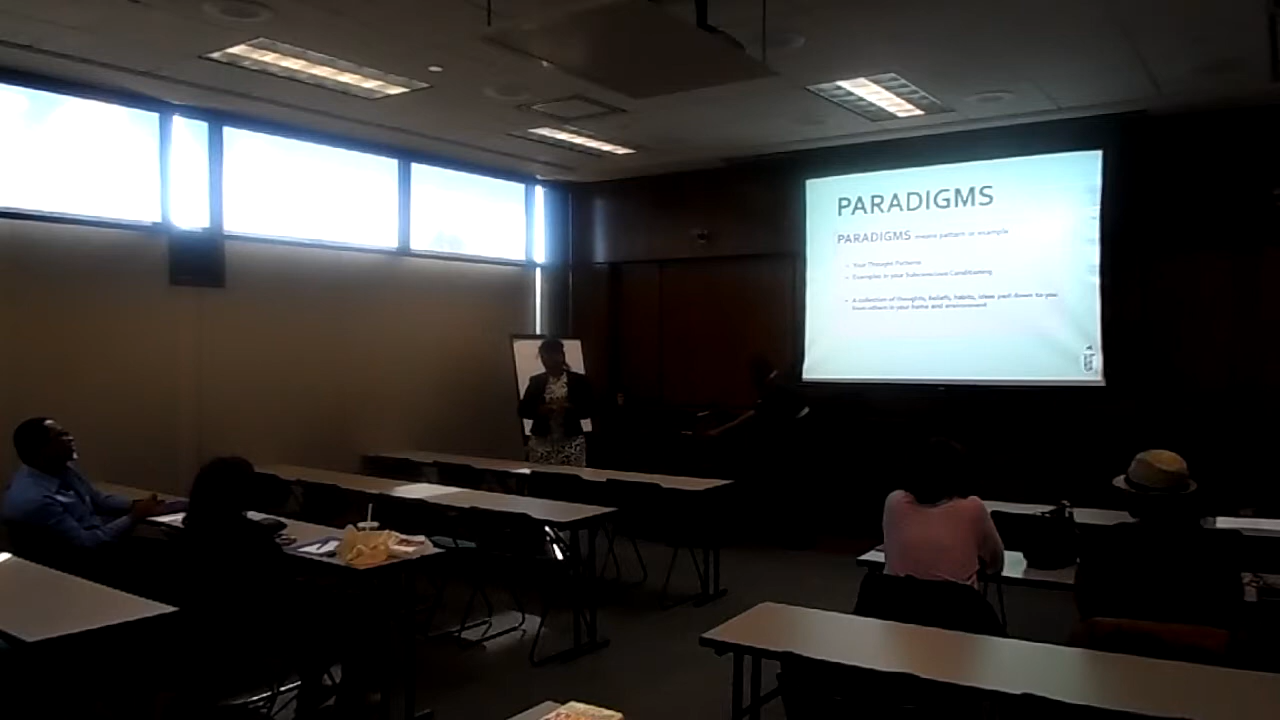 PARADIGMS
PARADIGMS means pattern or example
Your Thought Patterns
Examples in your Subconscious Conditioning
A collection of thoughts, beliefs, habits, ideas past down to you
from others in your home and environment